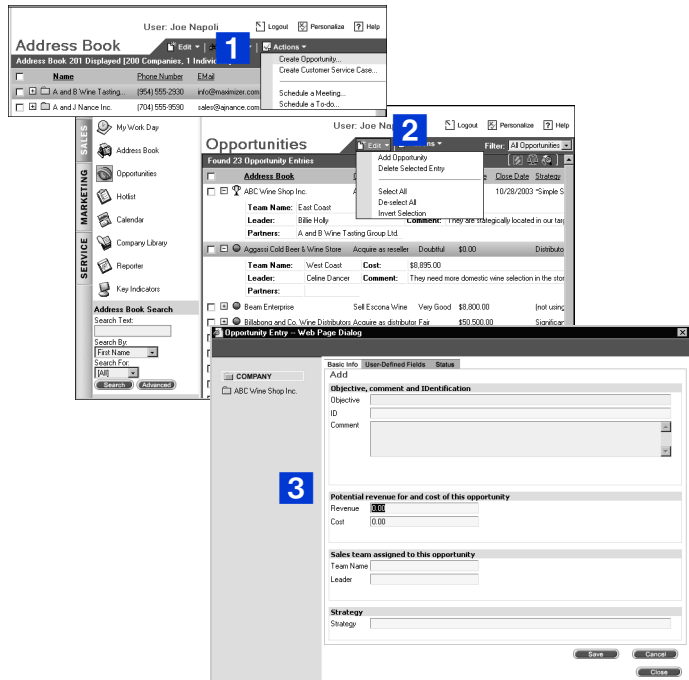 User: Joe Napoli Logout Personalize ? Help
Address Book Edit Actions
1
Address Book 201 Displayed [200 Companies, 1
Create Opportunity...
Create Customer Service Case...
Schedule a Meeting...
Schedule a To-do...
Name Phone Number EMail
A and B Wine Tasting... (954) 555-2930 info@maximizer.com
A and J Nance Inc. (704) 555-9590 sales@ajnance.com
SALES
MARKETING
SERVICE
My Work Day
Address Book
Opportunities
Hotlist
Calendar
Company Library
Reporter
Key Indicators
Address Book Search
Search Text:
Search By:
First Name
Search For:
[All]
Search Advanced
User: Joe Logout Personalize ? Help
2
Opportunities Edit Filter: All Opportunities
Found 23 Opportunity Entries
Add Opportunity
Delete Selected Entry
Select All
De-select All
Invert Selection
Address Book Close Date Strategy
ABC Wine Shop Inc. 10/28/2003 "Simple S
Team Name: East Coast
Leader: Billie Holly Comment: They are stategically located in our targ
Partners: A and B Wine Tasting Group Ltd.
Aggassi Cold Beer & Wine Store Acquire as reseller Doubtful $0.00 Distributo
Team Name: West Coast Cost: $8,895.00
Leader: Celine Dancer Comment: They need more domestic wine selection in the stor
Partners:
Beam Enterprise Sell Escona Wine Very Good $8,800.00 (not using
Billabong and Co. Wine Distributors Acquire as distributor Fair $50,500.00 Significar
Opportunity Entry -- Web Page Dialog
COMPANY
ABC Wine Shop Inc.
3
Basic Info User-Defined Fields Status
Add
Objective, comment and IDentification
Objective
ID
Comment
Potential revenue for and cost of this opportunity
Revenue 0.00
Cost 0.00
Sales team assigned to this opportunity
Team Name
Leader
Strategy
Strategy
Save Cancel
Close